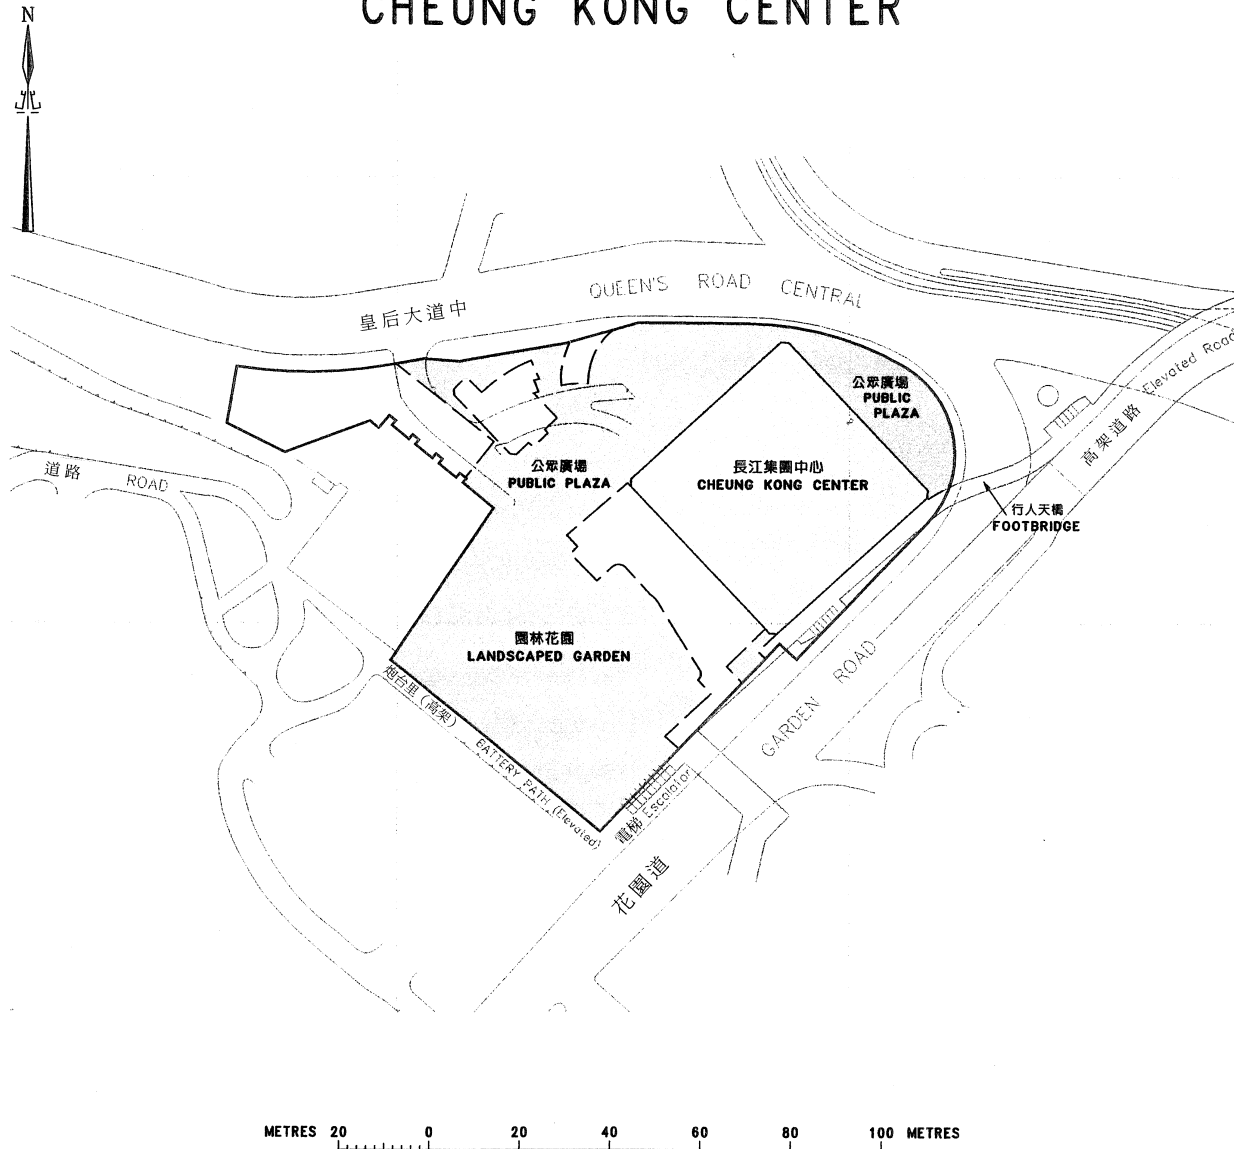 CHEUNG KONG CENTER
N
北
QUEEN'S ROAD CENTRAL
皇后大道中
公眾廣場
PUBLIC
PLAZA
Elevated Road
高架道路
道路 ROAD
公眾廣場
PUBLIC PLAZA
長江集團中心
CHEUNG KONG CENTER
行人天橋
FOOTBRIDGE
園林花園
LANDSCAPED GARDEN
炮台里(高架)
BATTERY PATH (Elevated)
GARDEN ROAD
電梯 Escalator
花園道
METRES 20 0 20 40 60 80 100 METRES